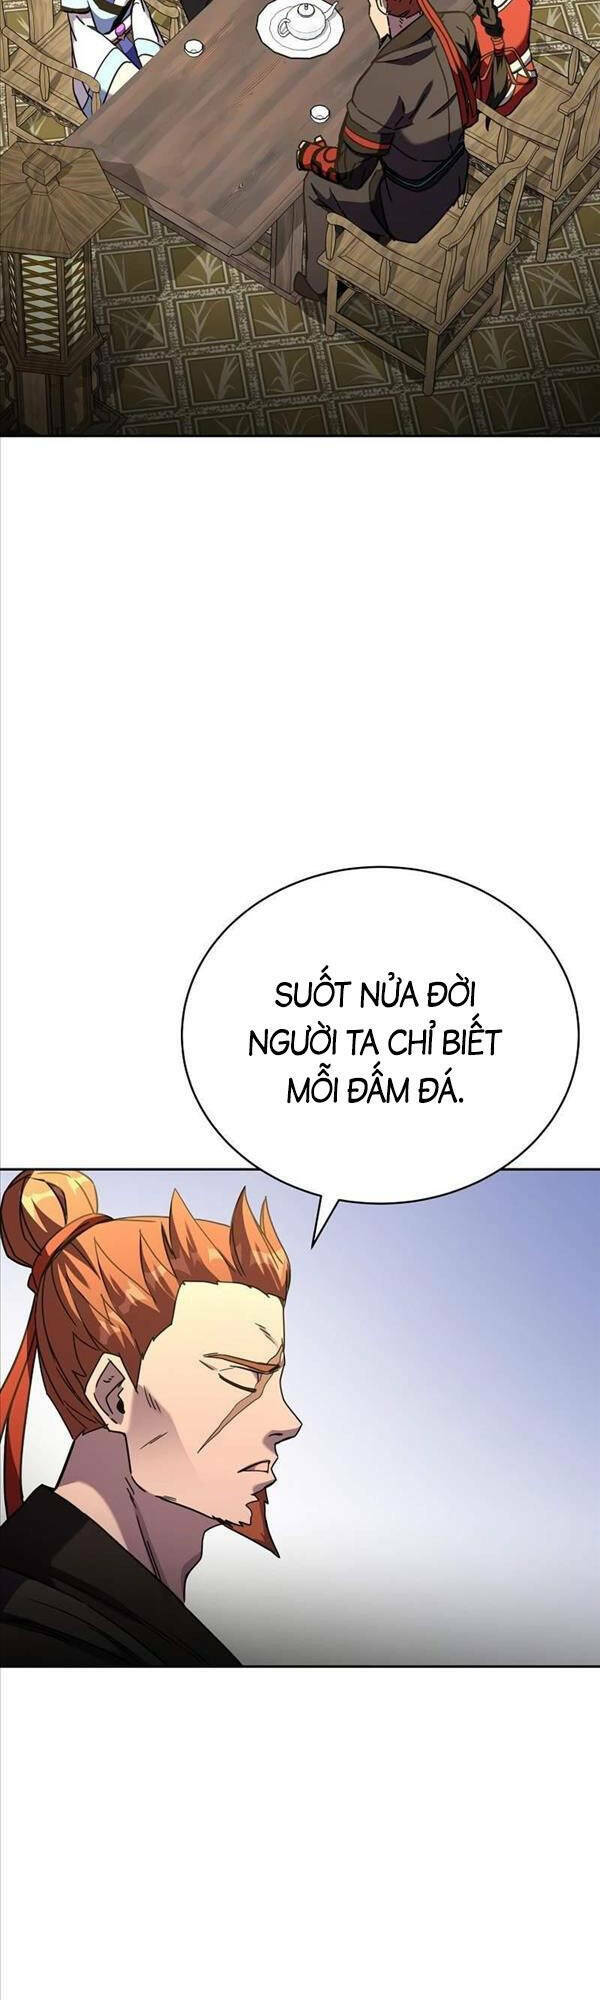 SUỐT NỬA ĐỜI
NGƯỜI TA CHỈ BIẾT
MỖI ĐẤM ĐÁ.